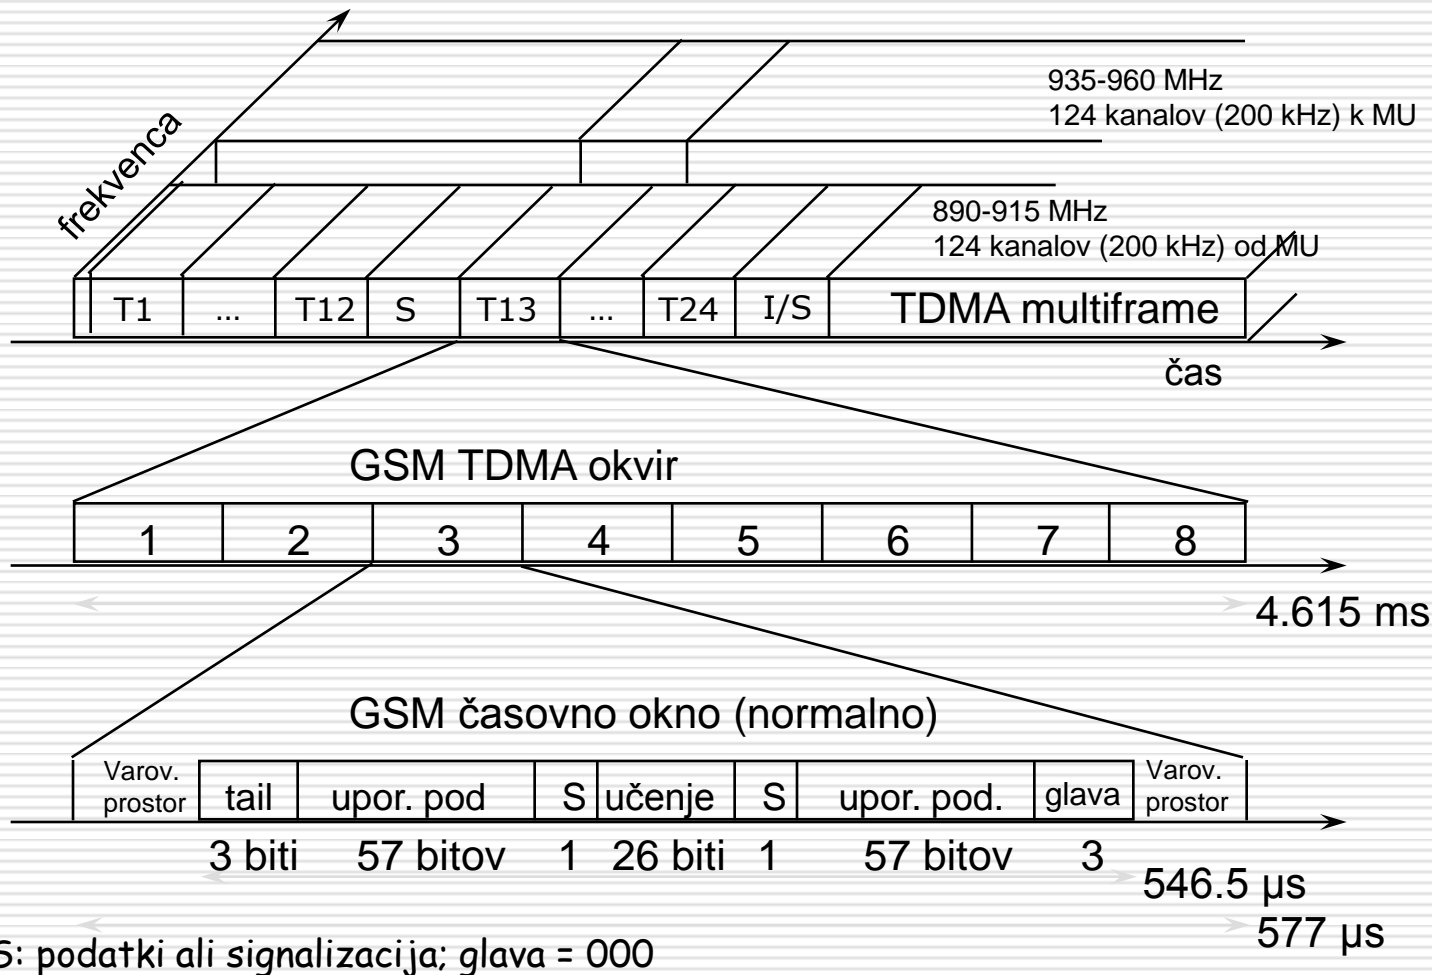 935-960 MHz
124 kanalov (200 kHz) k MU
frekvenca
890-915 MHz
124 kanalov (200 kHz) od MU
T1 ... T12 S T13 ... T24 I/S TDMA multiframe
čas
GSM TDMA okvir
1 2 3 4 5 6 7 8
4.615 ms
GSM časovno okno (normalno)
Varov. prostor tail upor. pod S učenje S upor. pod. glava Varov. prostor
3 biti 57 bitov 1 26 biti 1 57 bitov 3
546.5 µs
577 µs
S: podatki ali signalizacija; glava = 000